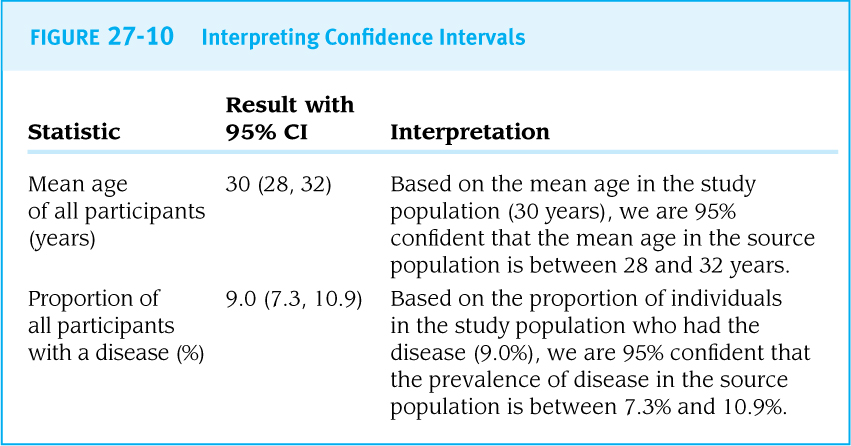 FIGURE 27-10 Interpreting Confidence Intervals
Statistic
Result with
95% CI
Interpretation
Mean age
of all participants
(years)
30 (28, 32)
Based on the mean age in the study
population (30 years), we are 95%
confident that the mean age in the source
population is between 28 and 32 years.
Proportion of
all participants
with a disease (%)
9.0 (7.3, 10.9)
Based on the proportion of individuals
in the study population who had the
disease (9.0%), we are 95% confident that
the prevalence of disease in the source
population is between 7.3% and 10.9%.